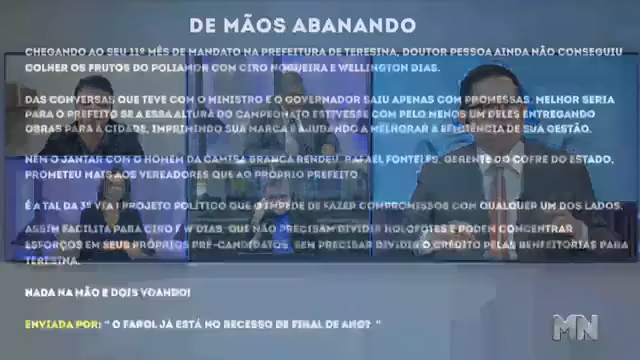 DE MÃOS ABANANDO
CHEGANDO AO SEU 11º MÊS DE MANDATO NA PREFEITURA DE TERESINA, DOUTOR PESSOA AINDA NÃO CONSEGUIU
COLHER OS FRUTOS DO POLIAMOR COM CIRO NOGUEIRA E WELLINGTON DIAS.
DAS CONVERSAS QUE TEVE COM O MINISTRO E O GOVERNADOR SAIU APENAS COM PROMESSAS. MELHOR SERIA
PARA O PREFEITO SE A ESSA ALTURA DO CAMPEONATO ESTIVESSE COM PELO MENOS UM DELES ENTREGANDO
OBRAS PARA A CIDADE, IMPRIMINDO SUA MARCA E AJUDANDO A MELHORAR A EFICIÊNCIA DE SUA GESTÃO.
NEM O JANTAR COM O HOMEM DA CAMISA BRANCA RENDEU. RAFAEL FONTELES, GERENTE DO COFRE DO ESTADO,
PROMETEU MAIS AOS VEREADORES QUE AO PRÓPRIO PREFEITO.
É A TAL DA 3ª VIA! PROJETO POLÍTICO QUE O IMPEDE DE FAZER COMPROMISSOS COM QUALQUER UM DOS LADOS.
ASSIM FACILITA PARA CIRO E W DIAS, QUE NÃO PRECISAM DIVIDIR HOLOFOTES E PODEM CONCENTRAR
ESFORÇOS EM SEUS PRÓPRIOS PRÉ-CANDIDATOS, SEM PRECISAR DIVIDIR O CRÉDITO PELAS BENFEITORIAS PARA
TERESINA.
NADA NA MÃO E DOIS VOANDO!
ENVIADA POR: " O FAROL JÁ ESTÁ NO RECESSO DE FINAL DE ANO? "
MN